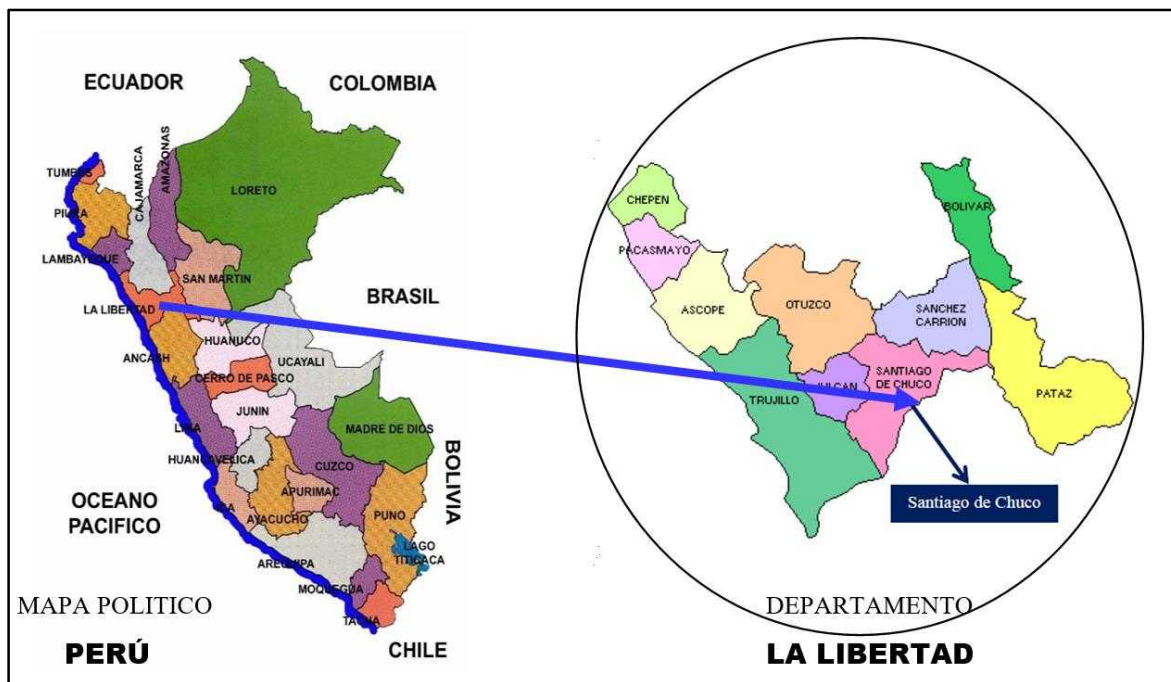 ECUADOR
COLOMBIA
TUMBES
CAJAMARCA
AMAZONAS
LORETO
PIURA
LAMBAYEQUE
SAN MARTIN
LA LIBERTAD
BRASIL
HUANUCO
ANCASH
UCAYALI
CERRO DE PASCO
JUNIN
LIMA
MADRE DE DIOS
HUANCAVELICA
CUZCO
BOLIVIA
OCEANO
PACIFICO
APURIMAC
ICA
AYACUCHO
PUNO
LAGO
TITICACA
AREQUIPA
MOQUEGUA
TACNA
CHILE
MAPA POLITICO
PERÚ
CHEPEN
BOLIVAR
PACASMAYO
ASCOPE
OTUZCO
SANCHEZ
CARRION
JULCAN
SANTIAGO
DE CHUCO
TRUJILLO
PATAZ
Santiago de Chuco
DEPARTAMENTO
LA LIBERTAD